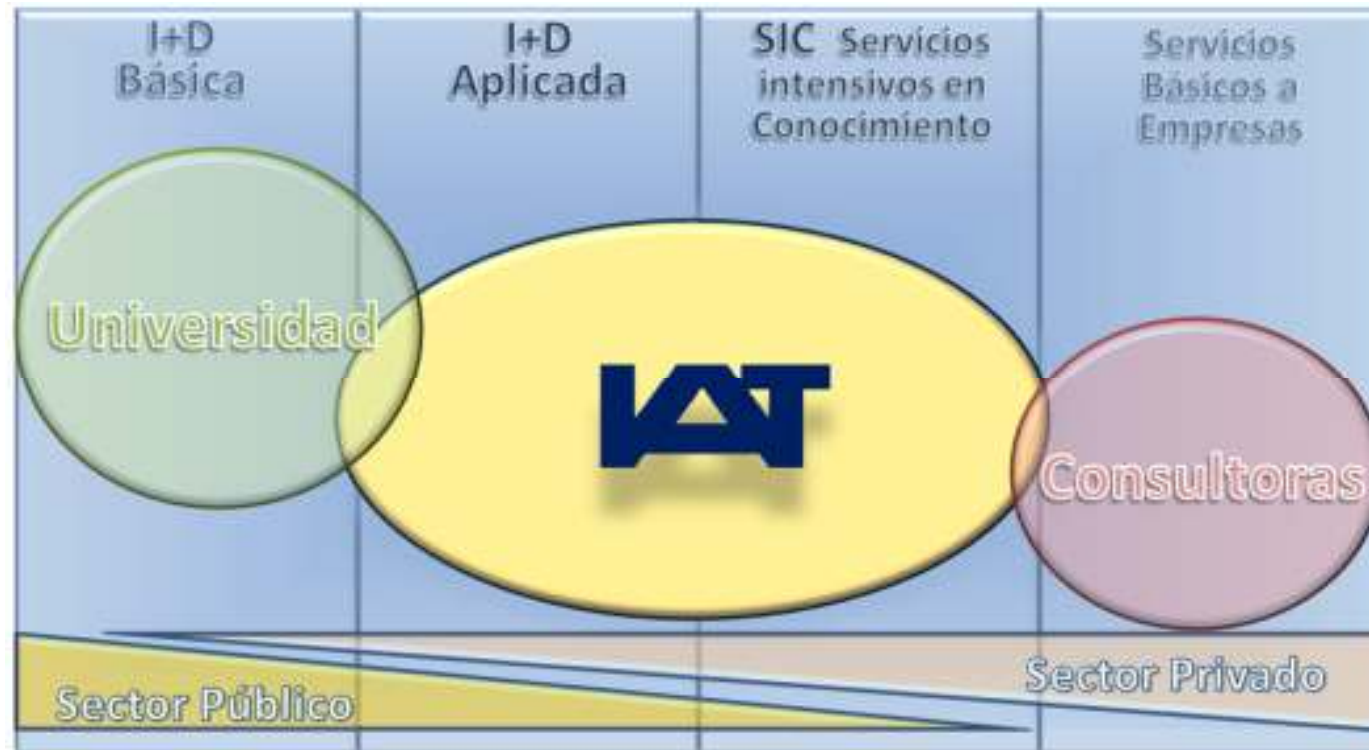 I+D
Básica
I+D
Aplicada
SIC Servicios
intensivos en
Conocimiento
Servicios
Básicos a
Empresas
Universidad
IAT
Consultoras
Sector Privado
Sector Público